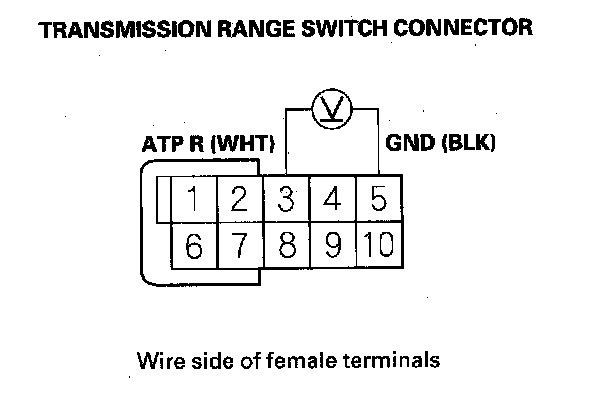 TRANSMISSION RANGE SWITCH CONNECTOR
V
ATP R (WHT)
GND (BLK)
1 2 3 4 5
6 7 8 9 10
Wire side of female terminals